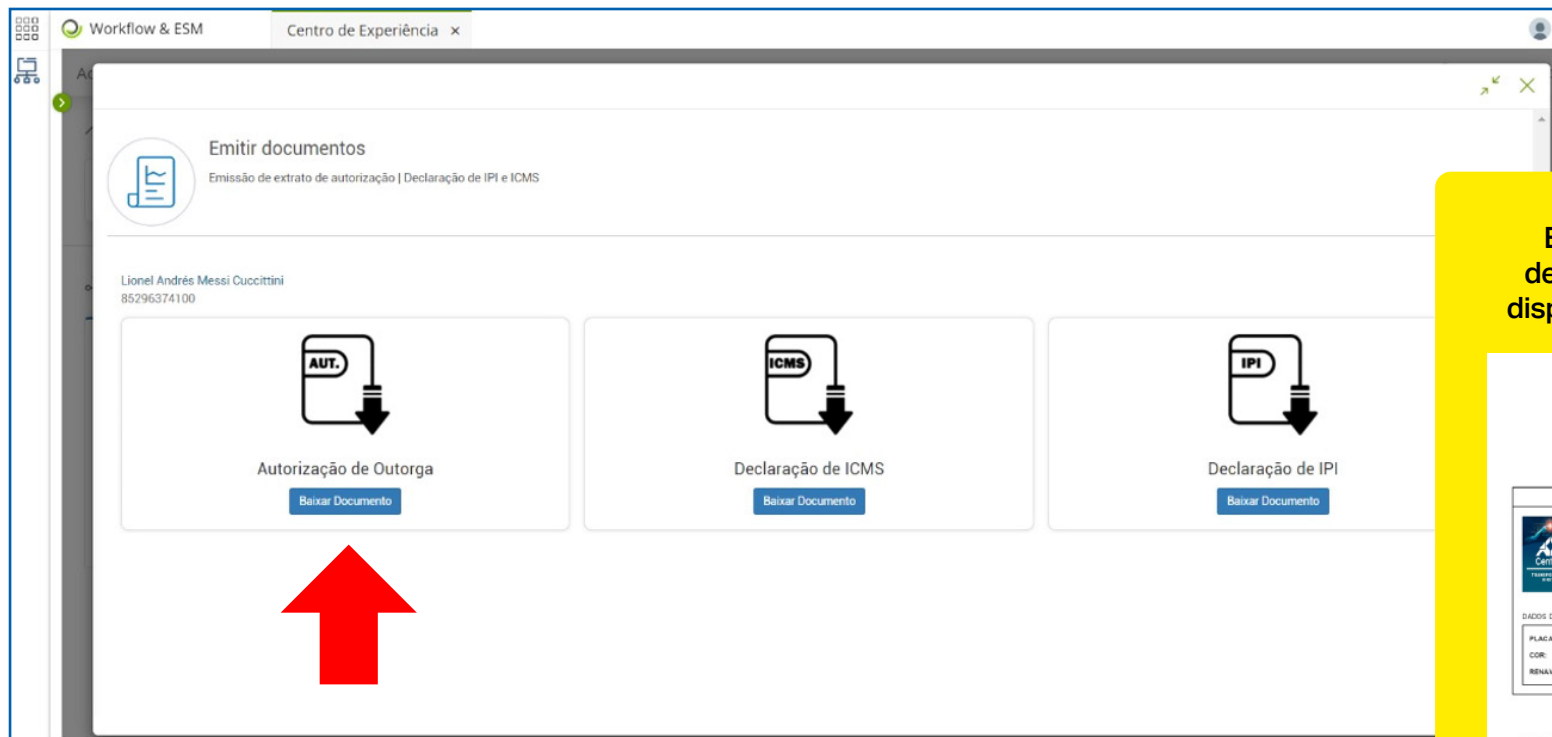 Workflow & ESM
Centro de Experiência ×
Emitir documentos
Emissão de extrato de autorização | Declaração de IPI e ICMS
Lionel Andrés Messi Cuccittini
85296374100
AUT.
ICMS
IPI
Autorização de Outorga
Declaração de ICMS
Declaração de IPI
Baixar Documento
Baixar Documento
Baixar Documento
COR: